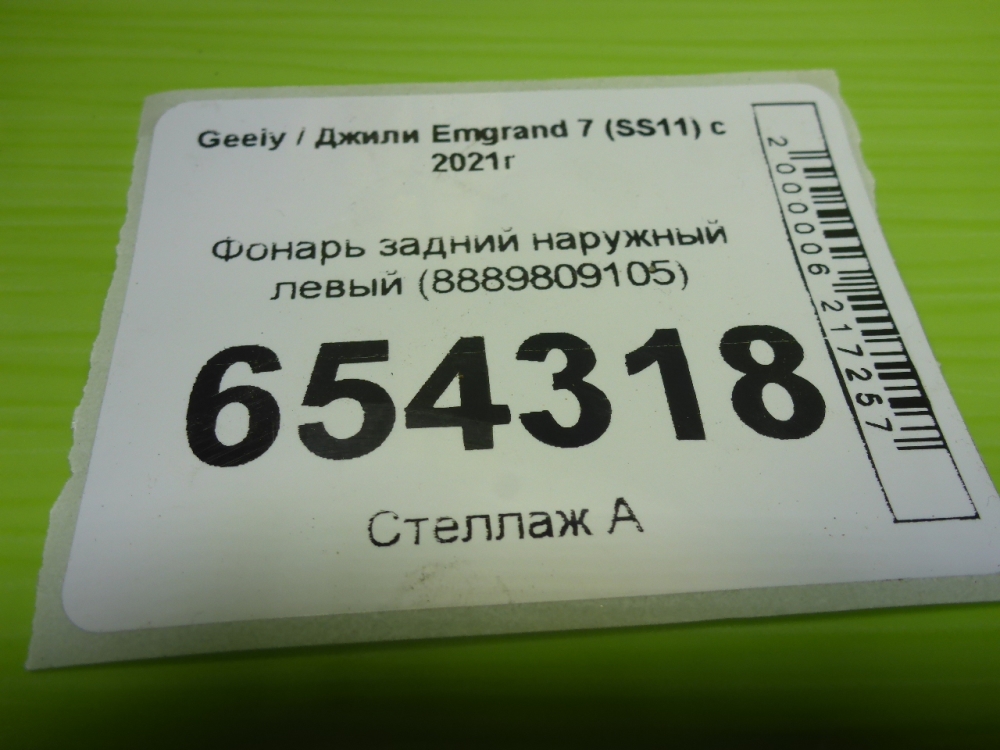 Geely / Джили Emgrand 7 (SS11) с
2021г
Фонарь задний наружный
левый (8889809105)
654318
Стеллаж А
2000006217257